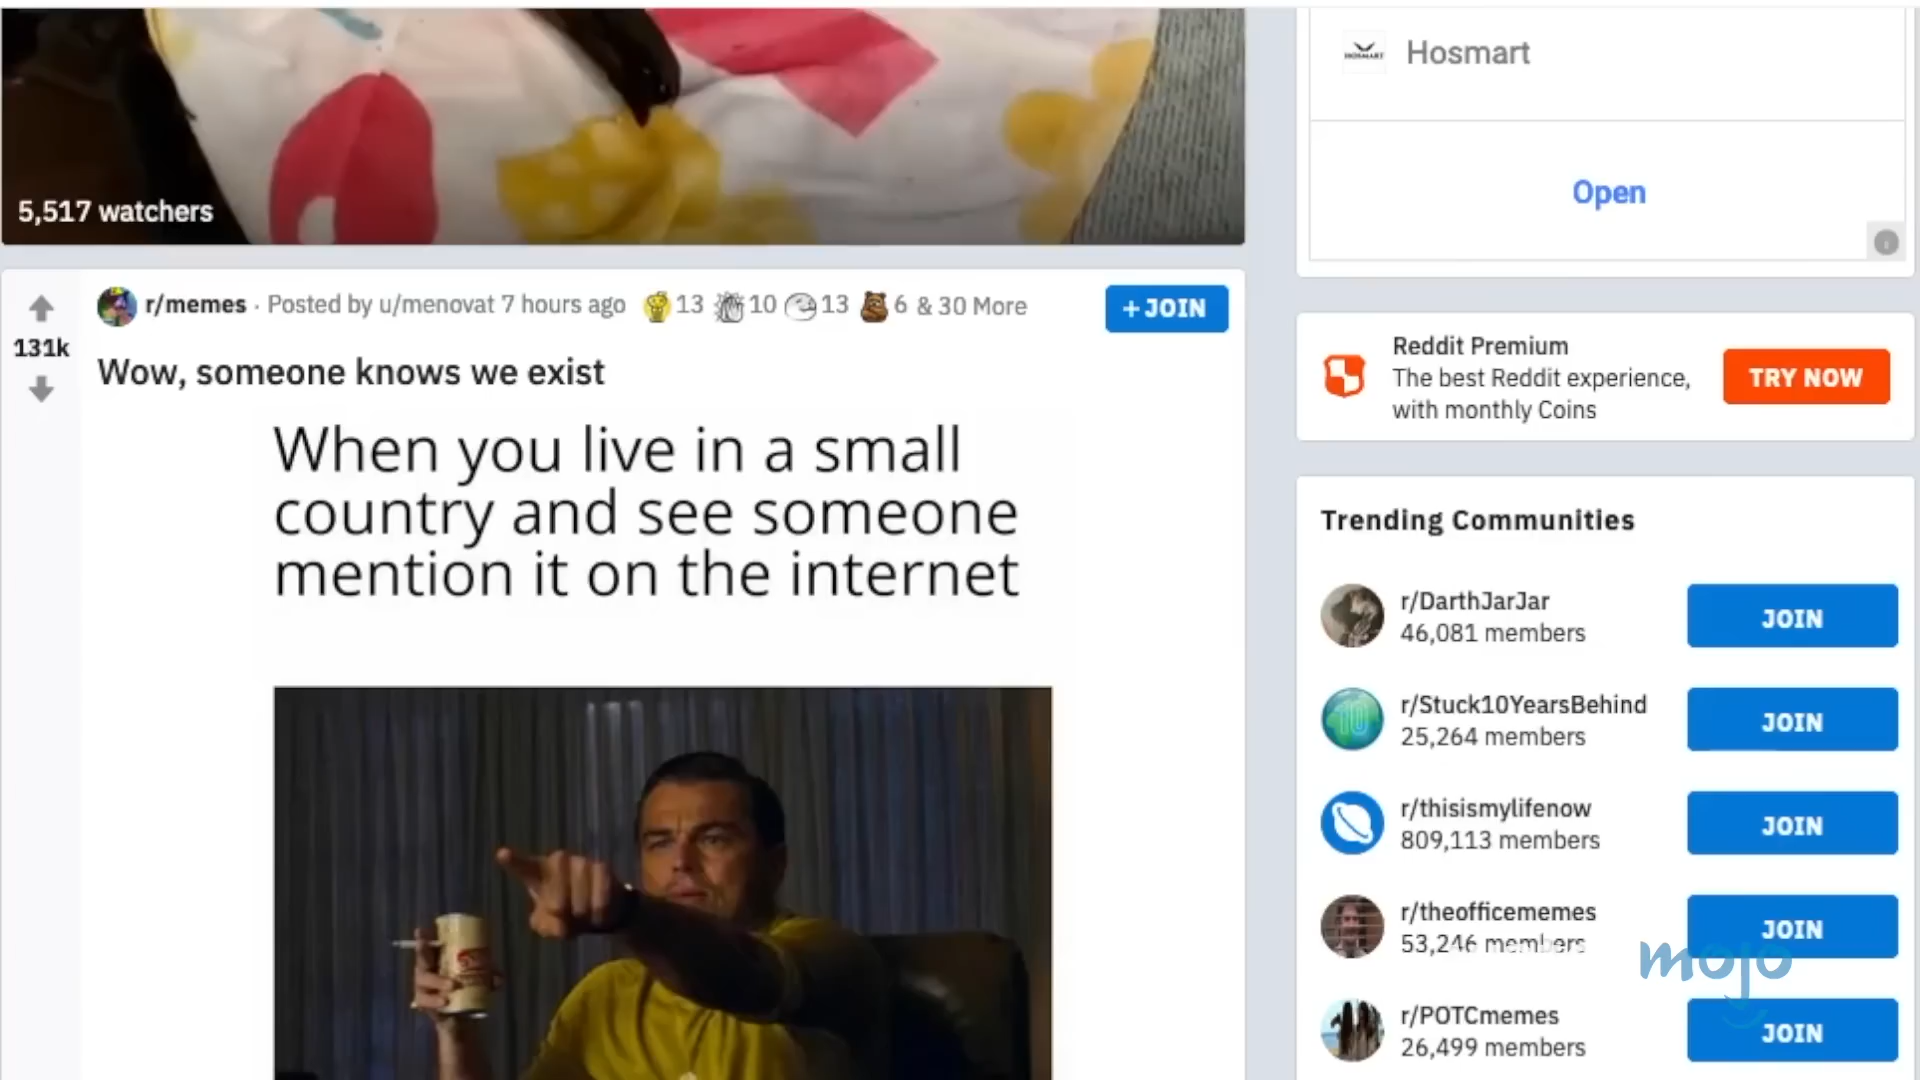 5,517 watchers
r/memes · Posted by u/menovat 7 hours ago 13 10 13 6 & 30 More
+ JOIN
131k
Wow, someone knows we exist
When you live in a small
country and see someone
mention it on the internet
HOSMART
Hosmart
Open
Reddit Premium
The best Reddit experience,
with monthly Coins
TRY NOW
Trending Communities
r/DarthJarJar
46,081 members
JOIN
r/Stuck10YearsBehind
25,264 members
JOIN
r/thisismylifenow
809,113 members
JOIN
r/theofficememes
53,246 members
JOIN
mojo
r/POTCmemes
26,499 members
JOIN